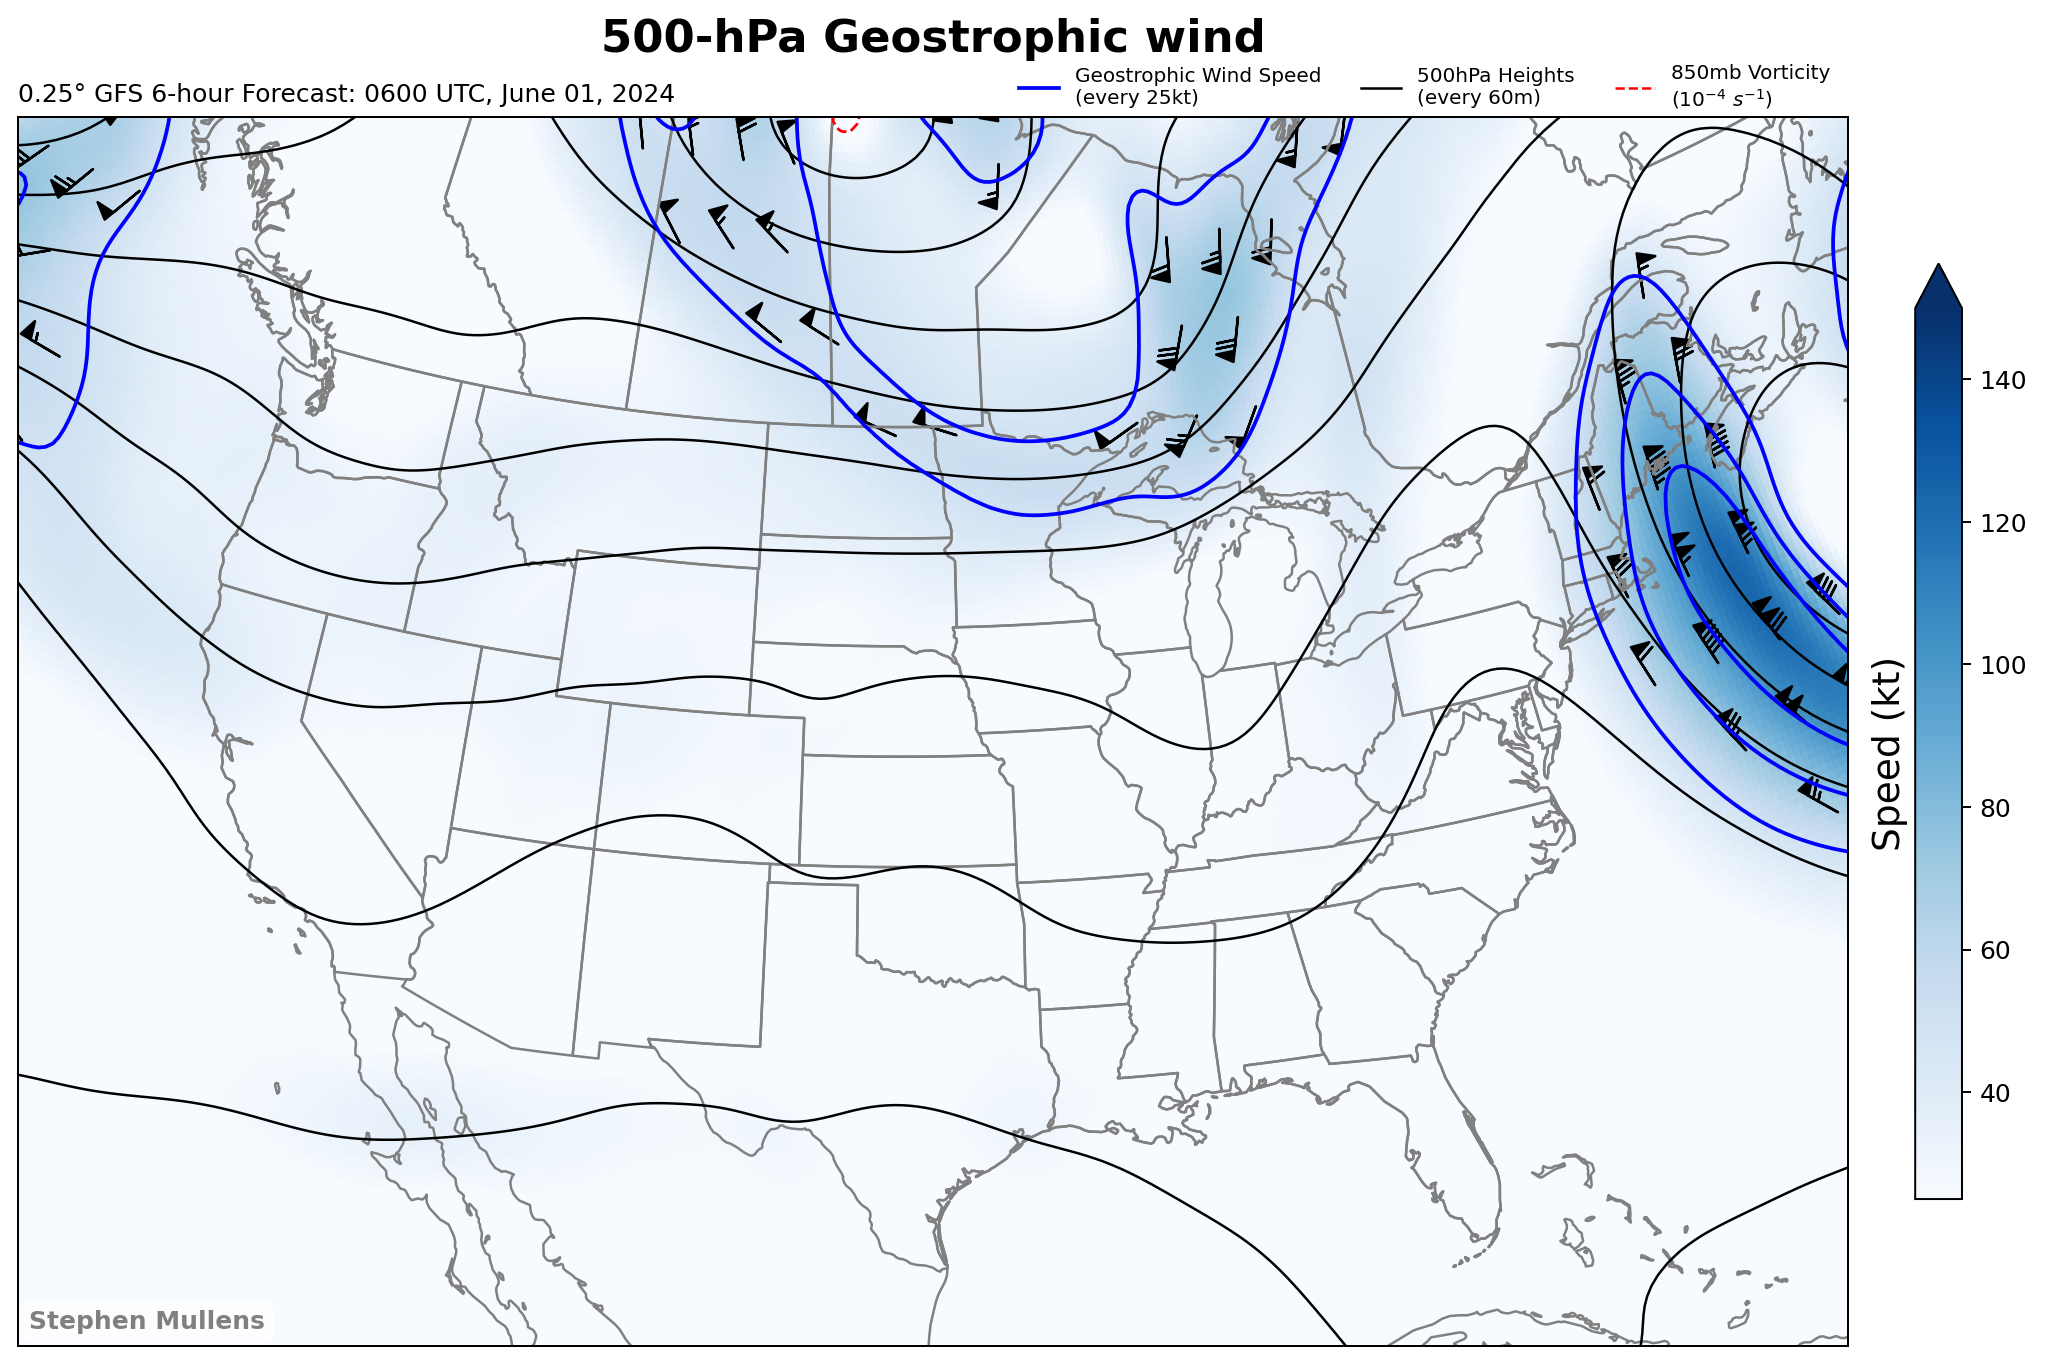 500-hPa Geostrophic wind
0.25° GFS 6-hour Forecast: 0600 UTC, June 01, 2024
Geostrophic Wind Speed
(every 25kt)
500hPa Heights
(every 60m)
850mb Vorticity
(10⁻⁴ s⁻¹)
140
120
100
80
60
40
Speed (kt)
Stephen Mullens